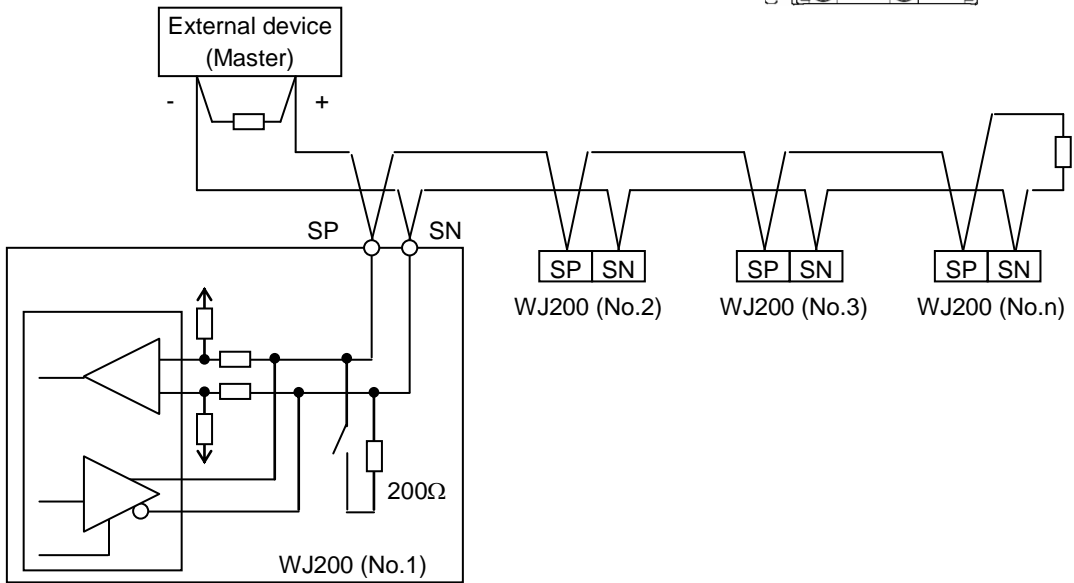 External device
(Master)
- +
SP SN
SP SN SP SN SP SN
WJ200 (No.2) WJ200 (No.3) WJ200 (No.n)
200Ω
WJ200 (No.1)